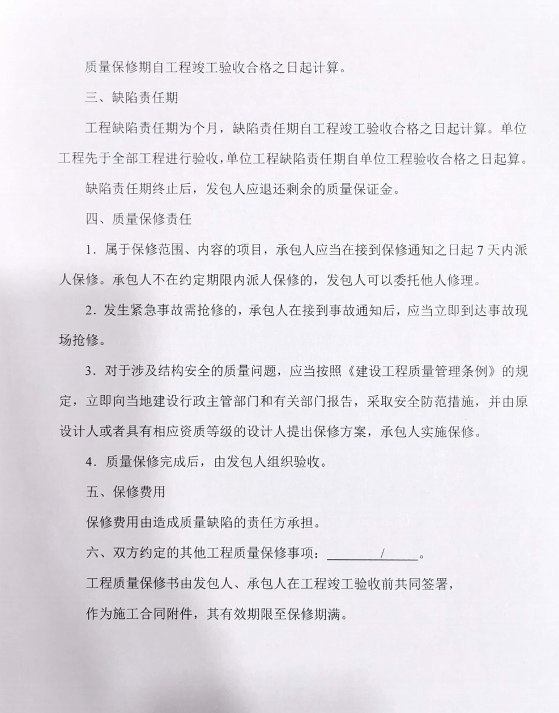 质量保修期自工程竣工验收合格之日起计算。
三、缺陷责任期
工程缺陷责任期为个月，缺陷责任期自工程竣工验收合格之日起计算。单位
工程先于全部工程进行验收，单位工程缺陷责任期自单位工程验收合格之日起算。
缺陷责任期终止后，发包人应退还剩余的质量保证金。
四、质量保修责任
1．属于保修范围、内容的项目，承包人应当在接到保修通知之日起 7 天内派
人保修。承包人不在约定期限内派人保修的，发包人可以委托他人修理。
2．发生紧急事故需抢修的，承包人在接到事故通知后，应当立即到达事故现
场抢修。
3．对于涉及结构安全的质量问题，应当按照《建设工程质量管理条例》的规
定，立即向当地建设行政主管部门和有关部门报告，采取安全防范措施，并由原
设计人或者具有相应资质等级的设计人提出保修方案，承包人实施保修。
4．质量保修完成后，由发包人组织验收。
五、保修费用
保修费用由造成质量缺陷的责任方承担。
六、双方约定的其他工程质量保修事项：____/____。
工程质量保修书由发包人、承包人在工程竣工验收前共同签署，
作为施工合同附件，其有效期限至保修期满。